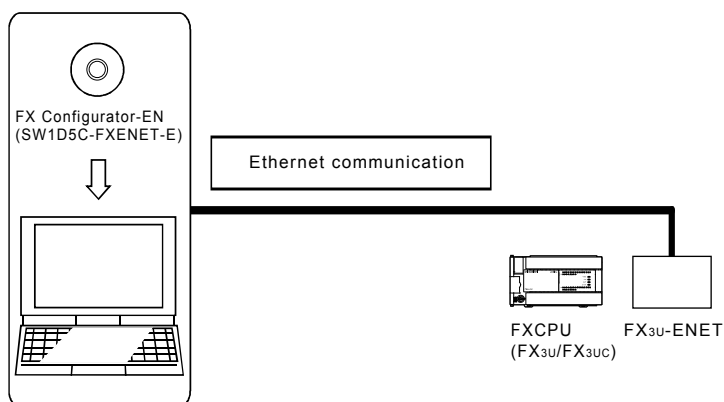 FX Configurator-EN
(SW1D5C-FXENET-E)
Ethernet communication
FXCPU
(FX3U/FX3UC)
FX3U-ENET